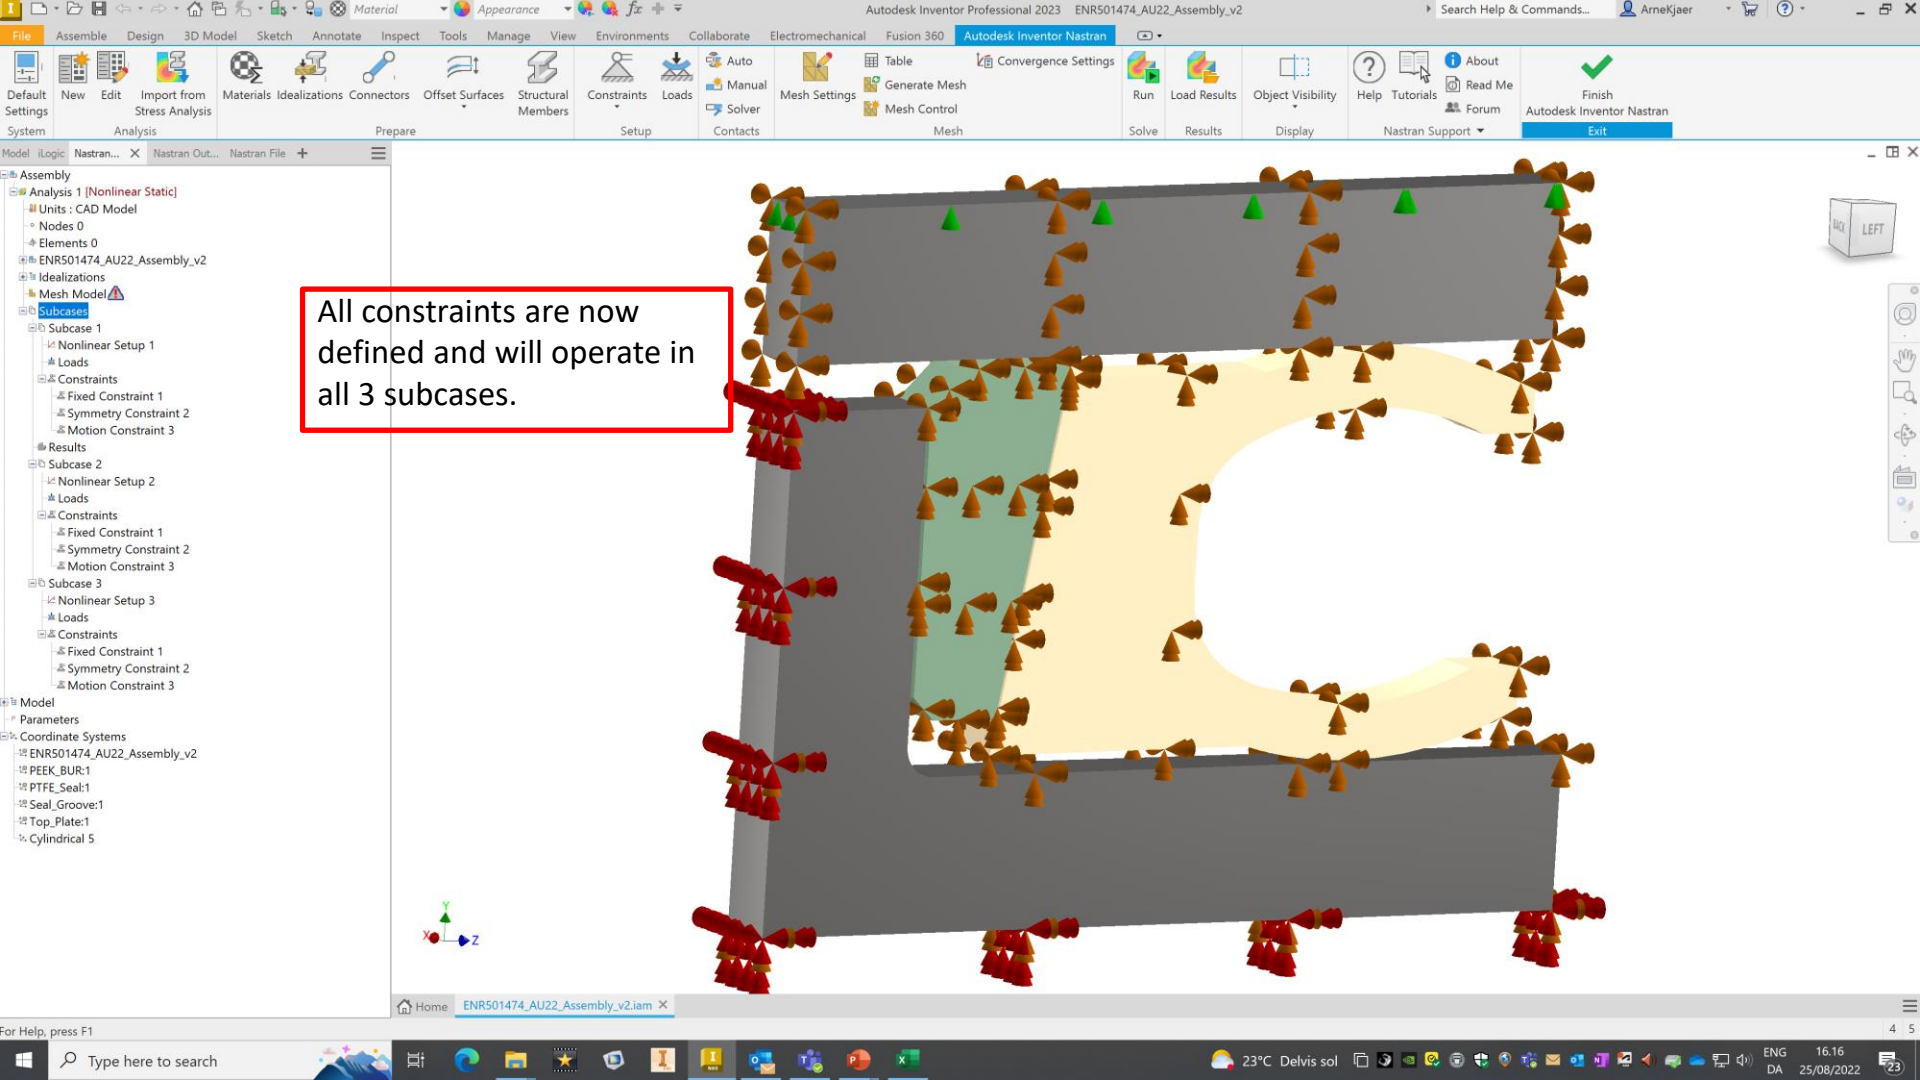 Material
Appearance
Autodesk Inventor Professional 2023 ENR501474_AU22_Assembly_v2
Search Help & Commands...
ArneKjaer
File Assemble Design 3D Model Sketch Annotate Inspect Tools Manage View Environments Collaborate Electromechanical Fusion 360 Autodesk Inventor Nastran
Default Settings
New
Edit
Import from Stress Analysis
Materials
Idealizations
Connectors
Offset Surfaces
Structural Members
Constraints
Loads
Auto
Manual
Solver
Mesh Settings
Table
Generate Mesh
Mesh Control
Convergence Settings
Run
Load Results
Object Visibility
Help
Tutorials
About
Read Me
Forum
Finish
Autodesk Inventor Nastran
System Analysis Prepare Setup Contacts Mesh Solve Results Display Nastran Support Exit
Model iLogic Nastran... Nastran Out... Nastran File +
Assembly
Analysis 1 [Nonlinear Static]
Units : CAD Model
Nodes 0
Elements 0
ENR501474_AU22_Assembly_v2
Idealizations
Mesh Model
Subcases
Subcase 1
Nonlinear Setup 1
Loads
Constraints
Fixed Constraint 1
Symmetry Constraint 2
Motion Constraint 3
Results
Subcase 2
Nonlinear Setup 2
Loads
Constraints
Fixed Constraint 1
Symmetry Constraint 2
Motion Constraint 3
Subcase 3
Nonlinear Setup 3
Loads
Constraints
Fixed Constraint 1
Symmetry Constraint 2
Motion Constraint 3
Model
Parameters
Coordinate Systems
ENR501474_AU22_Assembly_v2
PEEK_BUR:1
PTFE_Seal:1
Seal_Groove:1
Top_Plate:1
Cylindrical 5
All constraints are now
defined and will operate in
all 3 subcases.
BACK LEFT
Y
X Z
Home ENR501474_AU22_Assembly_v2.iam
For Help, press F1
4 5
Type here to search
23°C Delvis sol
ENG
DA
16.16
25/08/2022
23